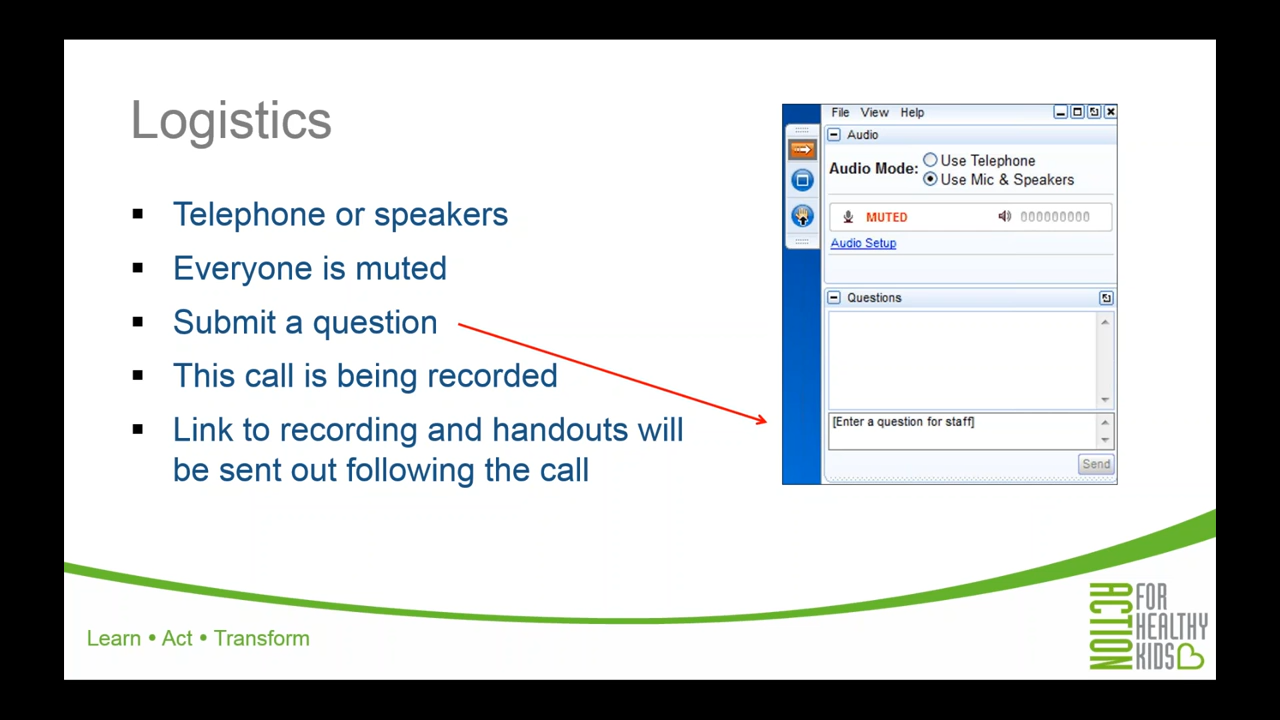 Logistics
Telephone or speakers
Everyone is muted
Submit a question
This call is being recorded
Link to recording and handouts will
be sent out following the call
File View Help
Audio
Audio Mode:
Use Telephone
Use Mic & Speakers
MUTED
000000000
Audio Setup
Questions
[Enter a question for staff]
Send
Learn • Act • Transform
ACTION
FOR
HEALTHY
KIDS